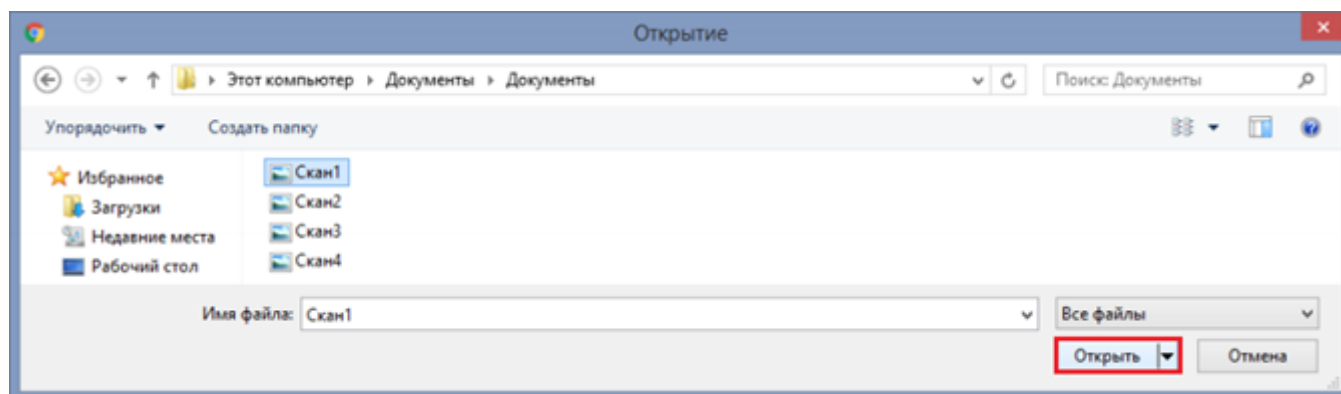 Открытие
Этот компьютер Документы Документы
Поиск: Документы
Упорядочить Создать папку
Избранное
Загрузки
Недавние места
Рабочий стол
Скан1
Скан2
Скан3
Скан4
Имя файла: Скан1
Все файлы
Открыть Отмена